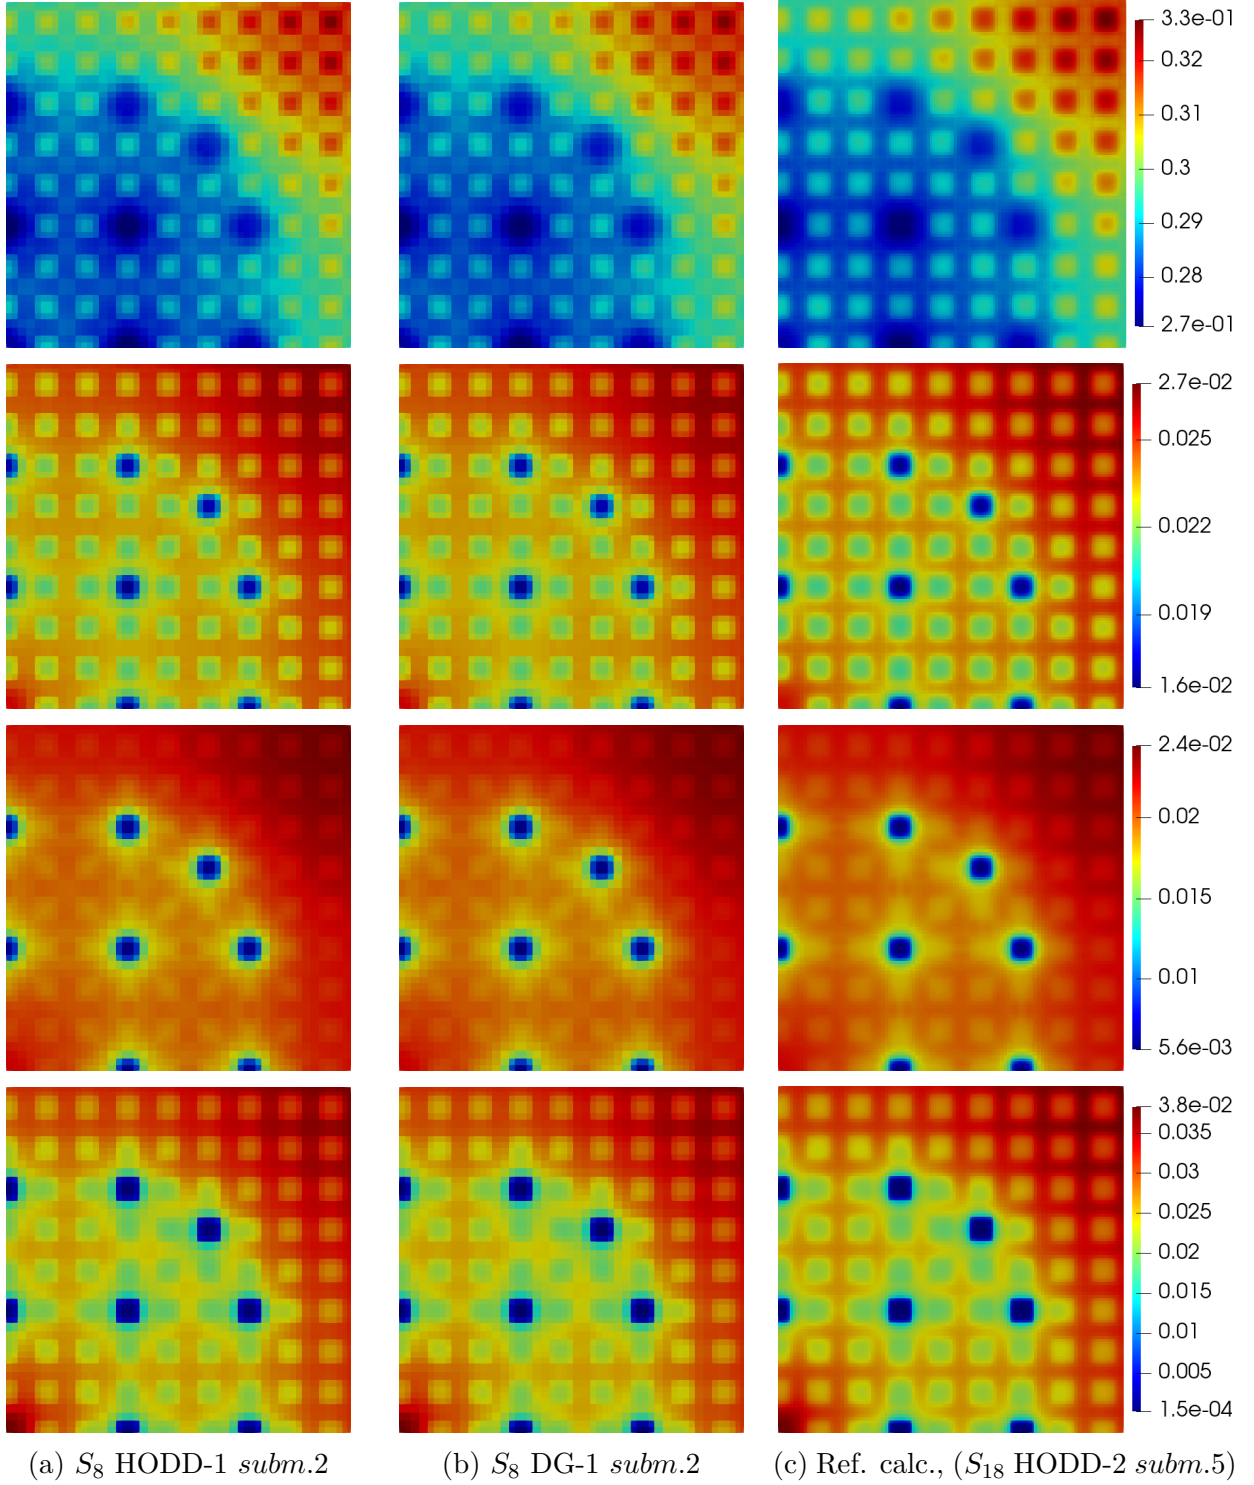 3.3e-01
0.32
0.31
0.3
0.29
0.28
2.7e-01
2.7e-02
0.025
0.022
0.019
1.6e-02
2.4e-02
0.02
0.015
0.01
5.6e-03
3.8e-02
0.035
0.03
0.025
0.02
0.015
0.01
0.005
1.5e-04
(a) S₈ HODD-1 subm.2
(b) S₈ DG-1 subm.2
(c) Ref. calc., (S₁₈ HODD-2 subm.5)